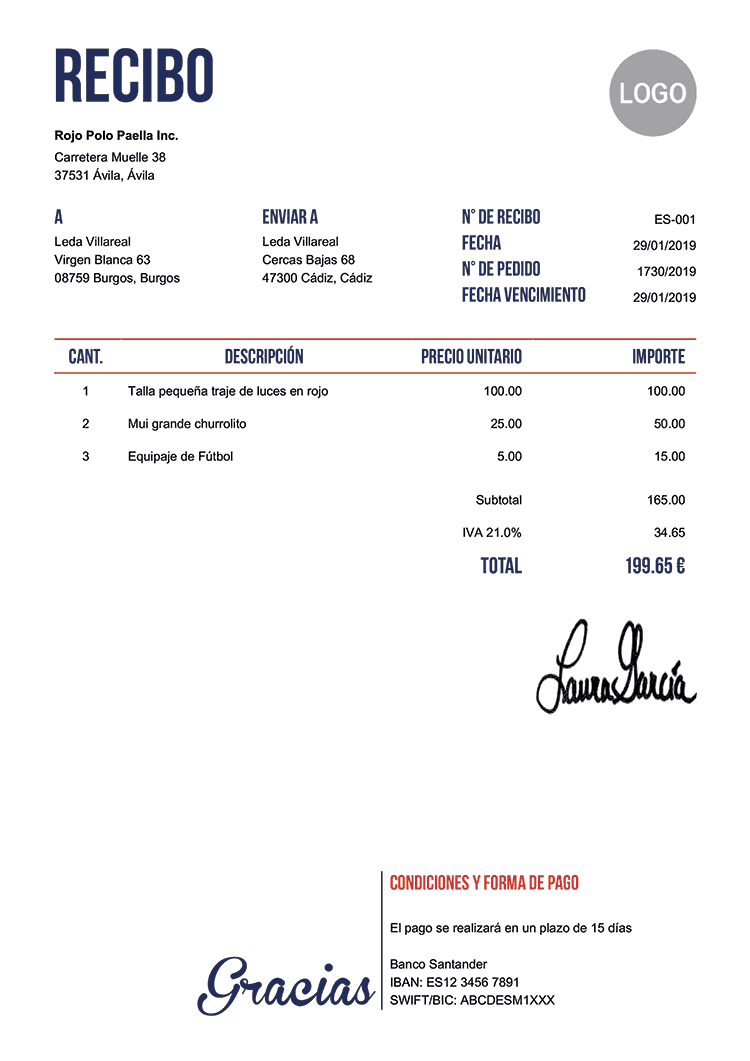 RECIBO
LOGO
Rojo Polo Paella Inc.
Carretera Muelle 38
37531 Ávila, Ávila
A
Leda Villareal
Virgen Blanca 63
08759 Burgos, Burgos
ENVIAR A
Leda Villareal
Cercas Bajas 68
47300 Cádiz, Cádiz
N° DE RECIBO ES-001
FECHA 29/01/2019
N° DE PEDIDO 1730/2019
FECHA VENCIMIENTO 29/01/2019
CANT. DESCRIPCIÓN PRECIO UNITARIO IMPORTE
1 Talla pequeña traje de luces en rojo 100.00 100.00
2 Mui grande churrolito 25.00 50.00
3 Equipaje de Fútbol 5.00 15.00
Subtotal 165.00
IVA 21.0% 34.65
TOTAL 199.65 €
Laura García
CONDICIONES Y FORMA DE PAGO
El pago se realizará en un plazo de 15 días
Banco Santander
IBAN: ES12 3456 7891
SWIFT/BIC: ABCDESM1XXX
Gracias